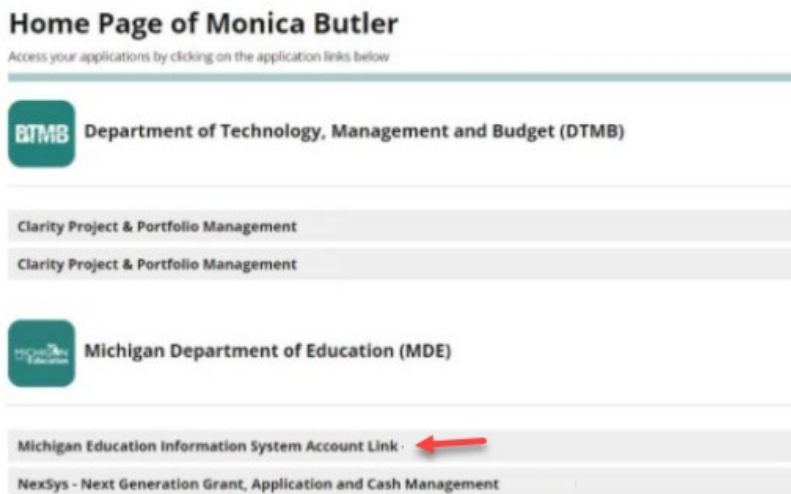 Home Page of Monica Butler
Access your applications by clicking on the application links below
DTMB
Department of Technology, Management and Budget (DTMB)
Clarity Project & Portfolio Management
Clarity Project & Portfolio Management
MICHIGAN
Education
Michigan Department of Education (MDE)
Michigan Education Information System Account Link
NexSys - Next Generation Grant, Application and Cash Management